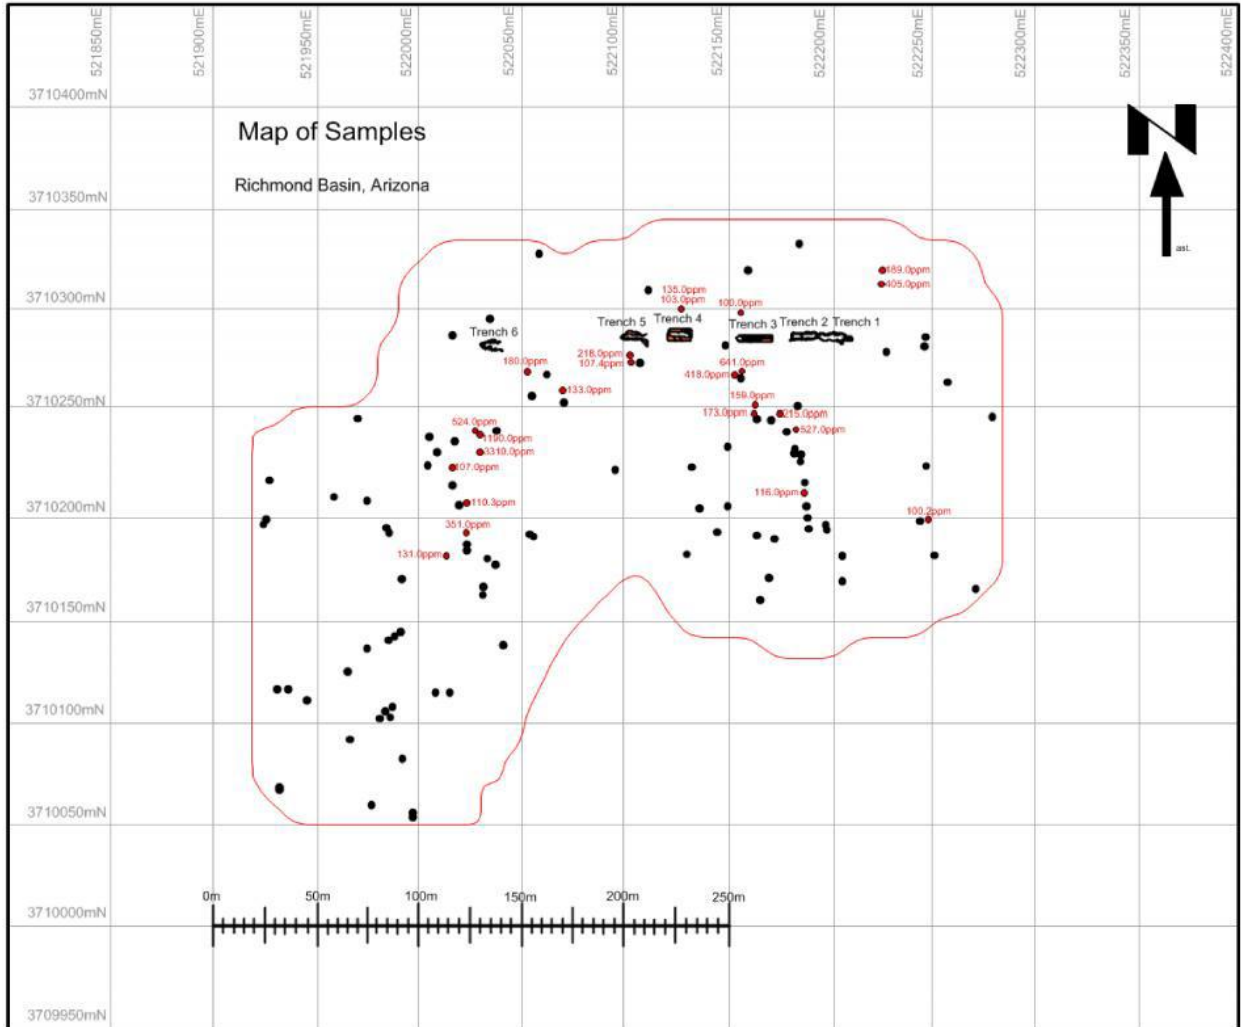 521850mE
521900mE
521950mE
522000mE
522050mE
522100mE
522150mE
522200mE
522250mE
522300mE
522350mE
522400mE
3710400mN
Map of Samples
N
Richmond Basin, Arizona
3710350mN
ast.
489.0ppm
405.0ppm
135.0ppm
103.0ppm
100.0ppm
3710300mN
Trench 6
Trench 5
Trench 4
Trench 3
Trench 2
Trench 1
218.0ppm
107.4ppm
180.0ppm
641.0ppm
418.0ppm
133.0ppm
159.0ppm
3710250mN
173.0ppm
215.0ppm
524.0ppm
527.0ppm
1190.0ppm
3310.0ppm
107.0ppm
116.0ppm
110.3ppm
100.2ppm
3710200mN
351.0ppm
131.0ppm
3710150mN
3710100mN
3710050mN
0m
50m
100m
150m
200m
250m
3710000mN
3709950mN